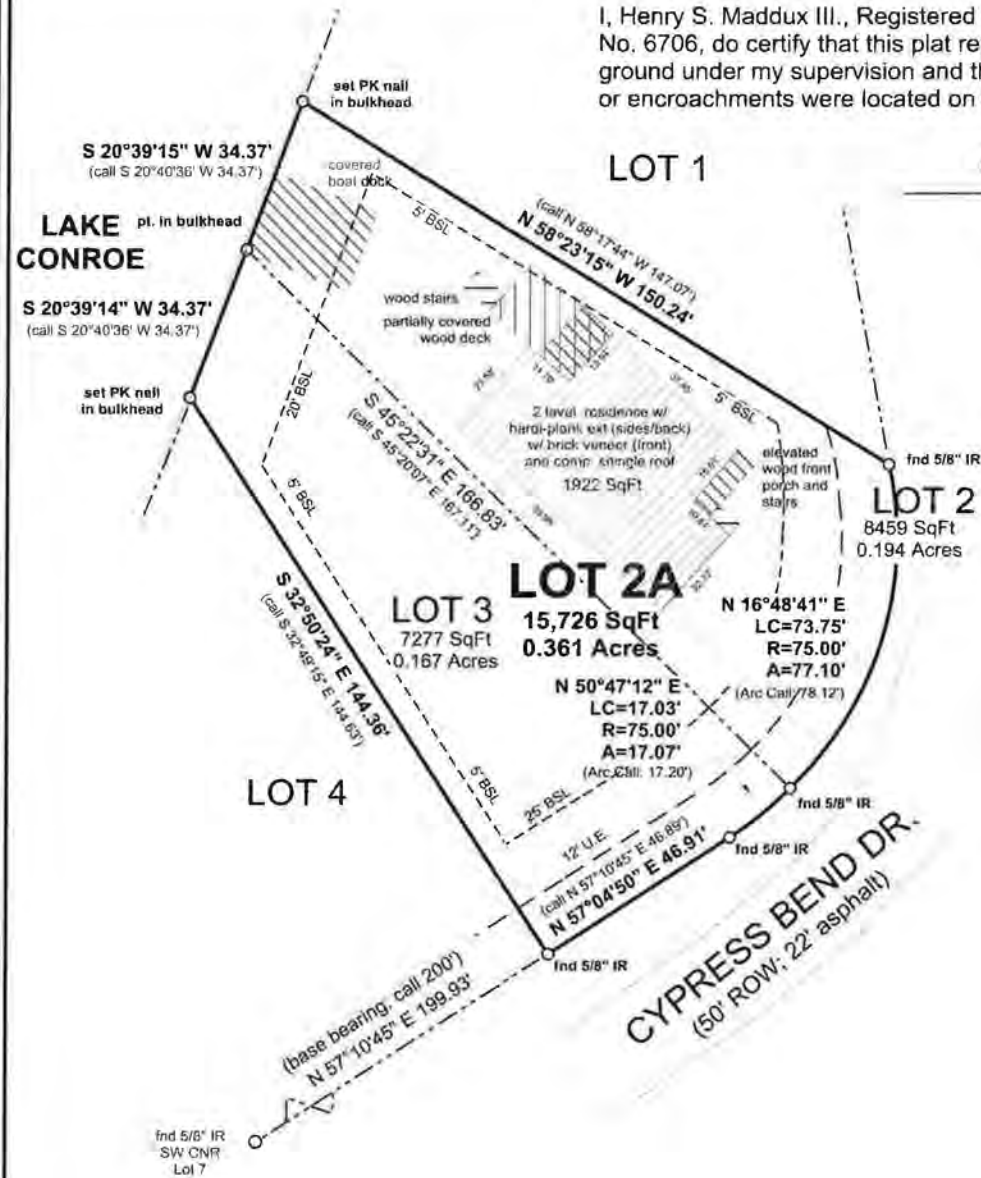 I, Henry S. Maddux III., Registered
No. 6706, do certify that this plat re
ground under my supervision and th
or encroachments were located on
set PK nail
in bulkhead
S 20°39'15" W 34.37'
(call S 20°40'36" W 34.37')
covered
boat dock
LOT 1
LAKE
CONROE
pt. in bulkhead
5' BSL
(call N 58°17'44" W 147.07')
N 58°23'15" W 150.24'
S 20°39'14" W 34.37'
(call S 20°40'36" W 34.37')
wood stairs
partially covered
wood deck
set PK nail
in bulkhead
20' BSL
S 45°22'31" E 166.83'
(call S 45°20'07" E 167.11')
2 level residence w/
hardi-plank ext (sides/back)
w/ brick veneer (front)
and comp. shingle roof
1922 SqFt
5' BSL
elevated
wood front
porch and
stairs
fnd 5/8" IR
LOT 2
8459 SqFt
0.194 Acres
5' BSL
LOT 2A
15,726 SqFt
0.361 Acres
LOT 3
7277 SqFt
0.167 Acres
N 16°48'41" E
LC=73.75'
R=75.00'
A=77.10'
(Arc Call: 78.12')
S 32°50'24" E 144.36'
(call S 32°49'15" E 144.63')
N 50°47'12" E
LC=17.03'
R=75.00'
A=17.07'
(Arc Call: 17.20')
LOT 4
5' BSL
25' BSL
fnd 5/8" IR
12' U.E.
(call N 57°10'45" E 46.89')
N 57°04'50" E 46.91'
fnd 5/8" IR
fnd 5/8" IR
CYPRESS BEND DR.
(50' ROW; 22' asphalt)
(base bearing, call 200')
N 57°10'45" E 199.93'
fnd 5/8" IR
SW CNR
Lot 7